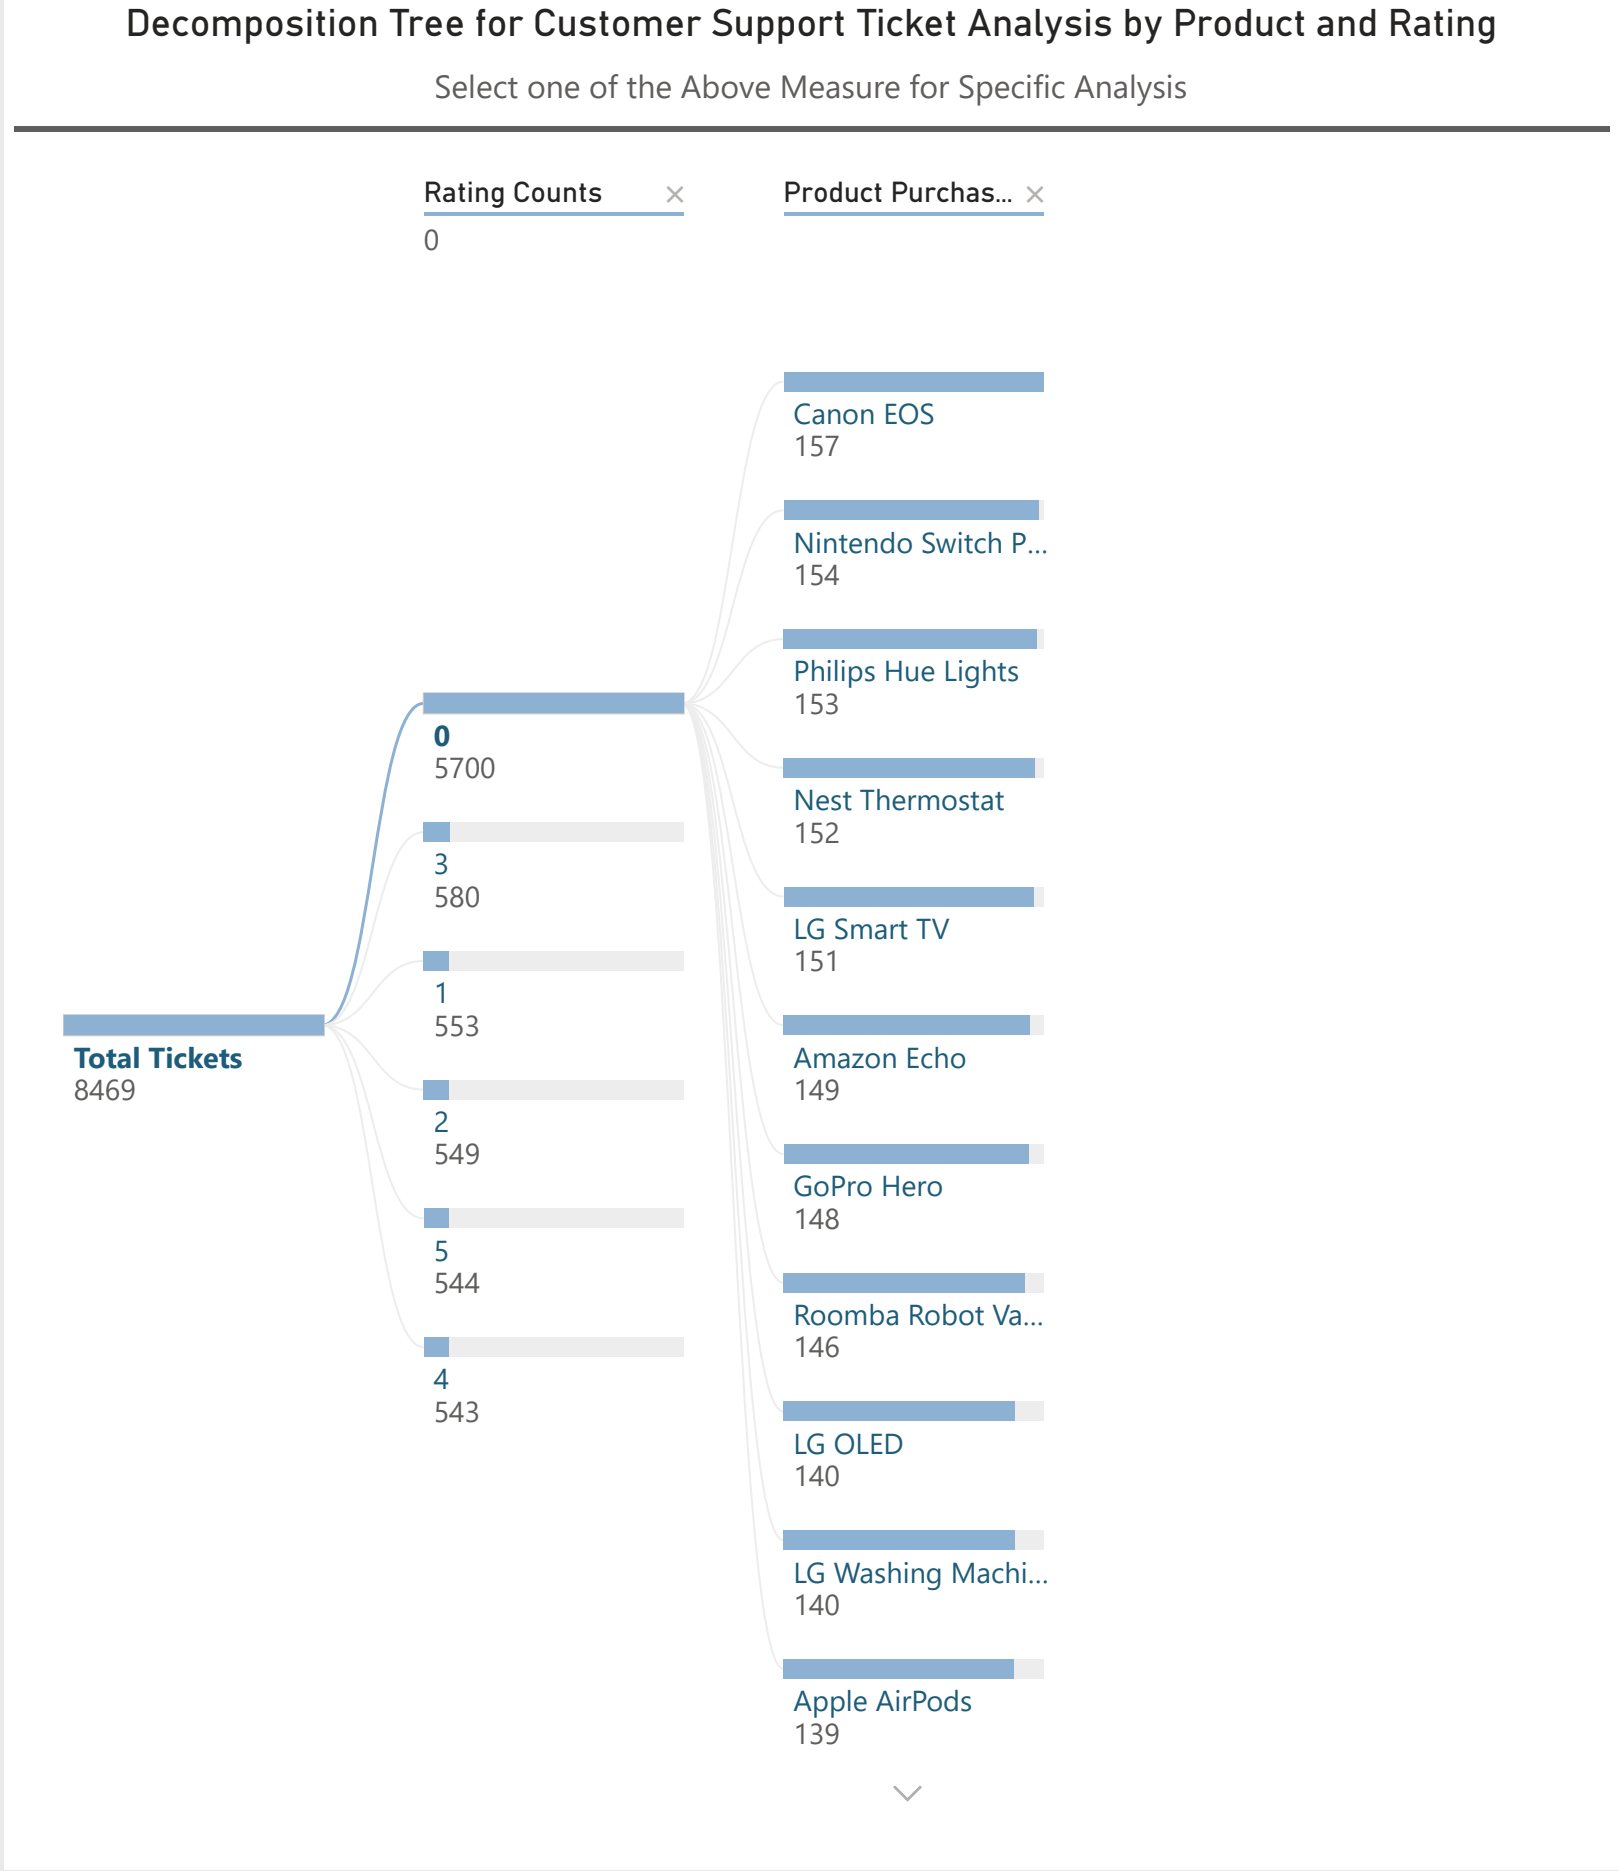 Decomposition Tree for Customer Support Ticket Analysis by Product and Rating
Select one of the Above Measure for Specific Analysis
Rating Counts
0
Product Purchas...
Total Tickets
8469
0
5700
3
580
1
553
2
549
5
544
4
543
Canon EOS
157
Nintendo Switch P...
154
Philips Hue Lights
153
Nest Thermostat
152
LG Smart TV
151
Amazon Echo
149
GoPro Hero
148
Roomba Robot Va...
146
LG OLED
140
LG Washing Machi...
140
Apple AirPods
139